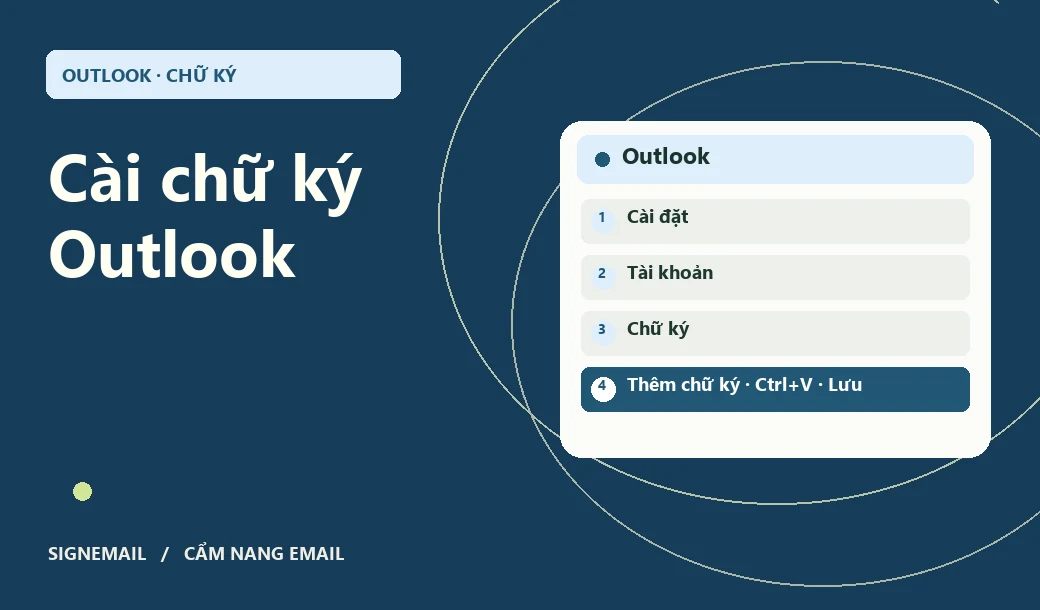 OUTLOOK · CHỮ KÝ
Cài chữ ký
Outlook
Outlook
1 Cài đặt
2 Tài khoản
3 Chữ ký
4 Thêm chữ ký · Ctrl+V · Lưu
SIGNEMAIL / CẨM NANG EMAIL